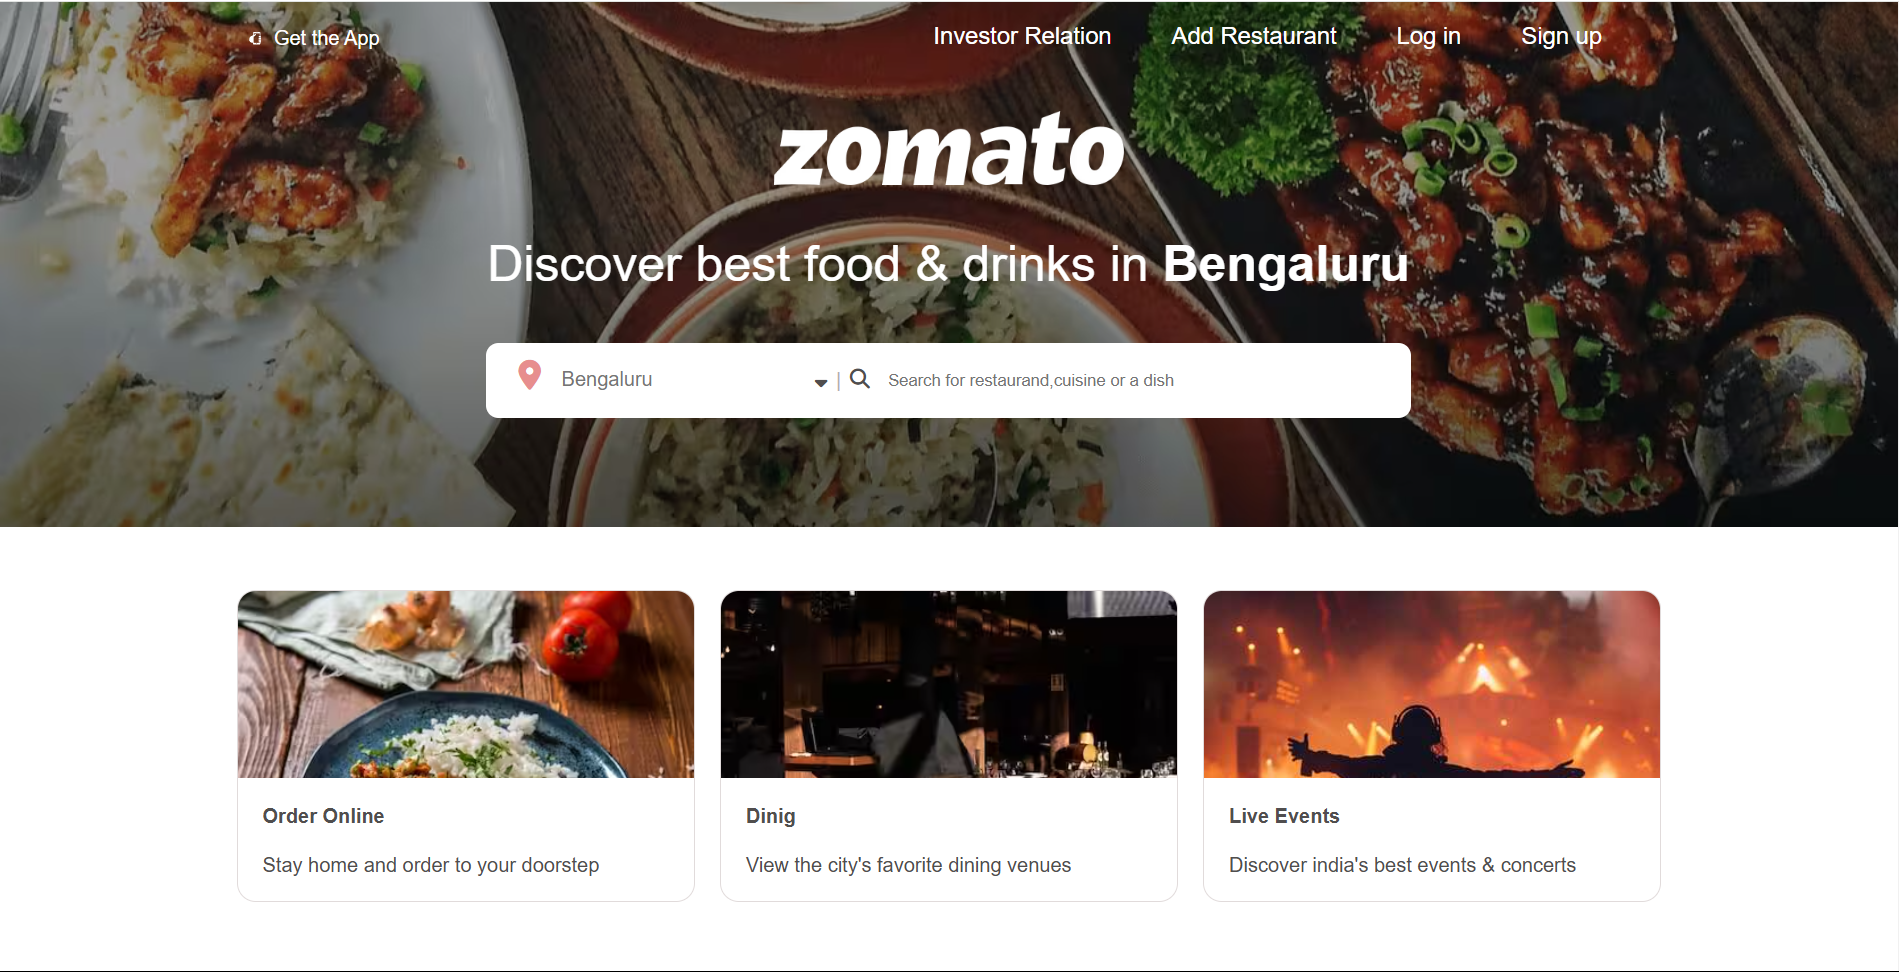 Get the App
Investor Relation
Add Restaurant
Log in
Sign up
zomato
Discover best food & drinks in Bengaluru
Bengaluru
|
Search for restaurand,cuisine or a dish
Order Online
Stay home and order to your doorstep
Dinig
View the city's favorite dining venues
Live Events
Discover india's best events & concerts